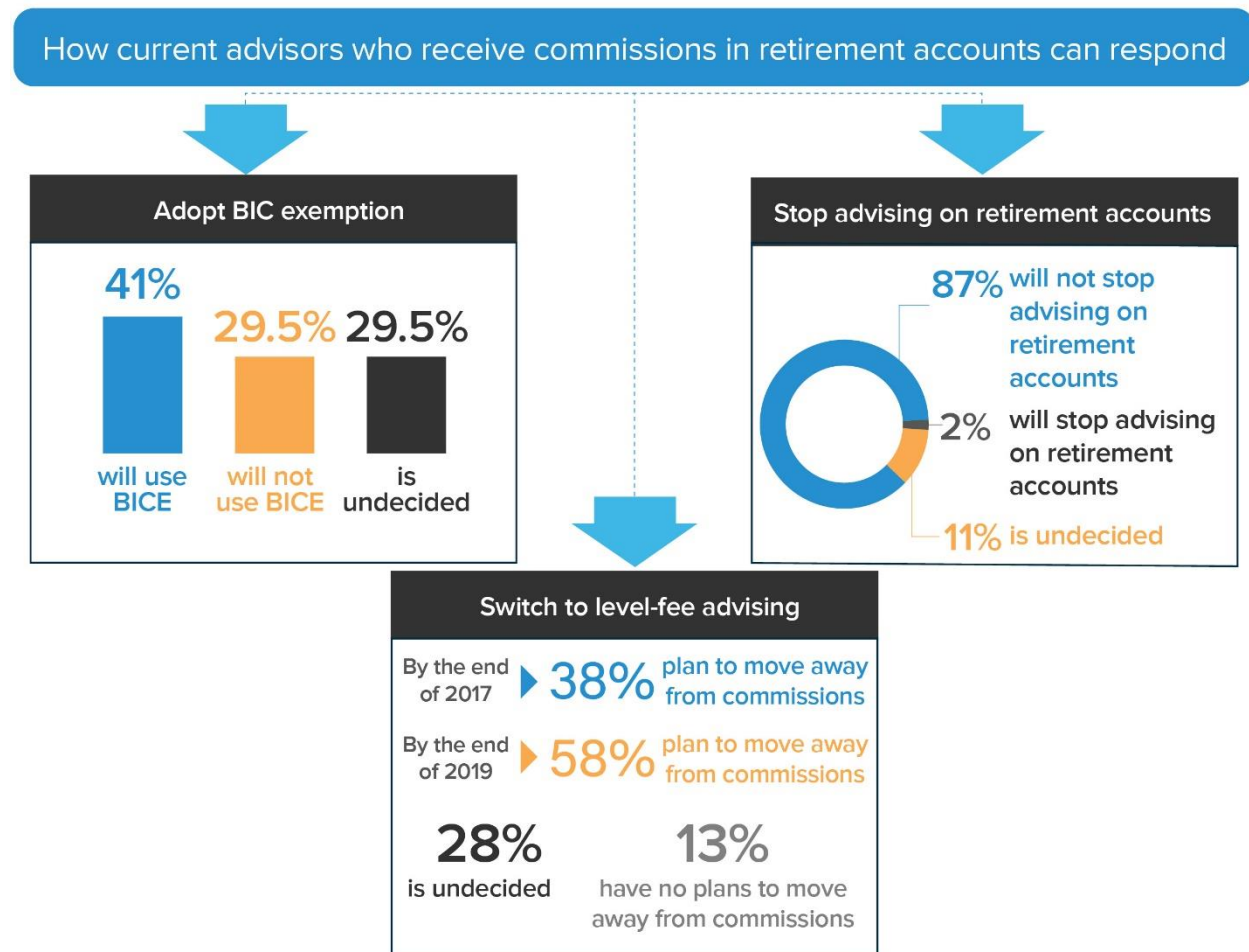 How current advisors who receive commissions in retirement accounts can respond
Adopt BIC exemption
41%
will use
BICE
29.5%
will not
use BICE
29.5%
is
undecided
Stop advising on retirement accounts
87% will not stop
advising on
retirement
accounts
2% will stop advising
on retirement
accounts
11% is undecided
Switch to level-fee advising
By the end
of 2017
38%
plan to move away
from commissions
By the end
of 2019
58%
plan to move away
from commissions
28%
is undecided
13%
have no plans to move
away from commissions